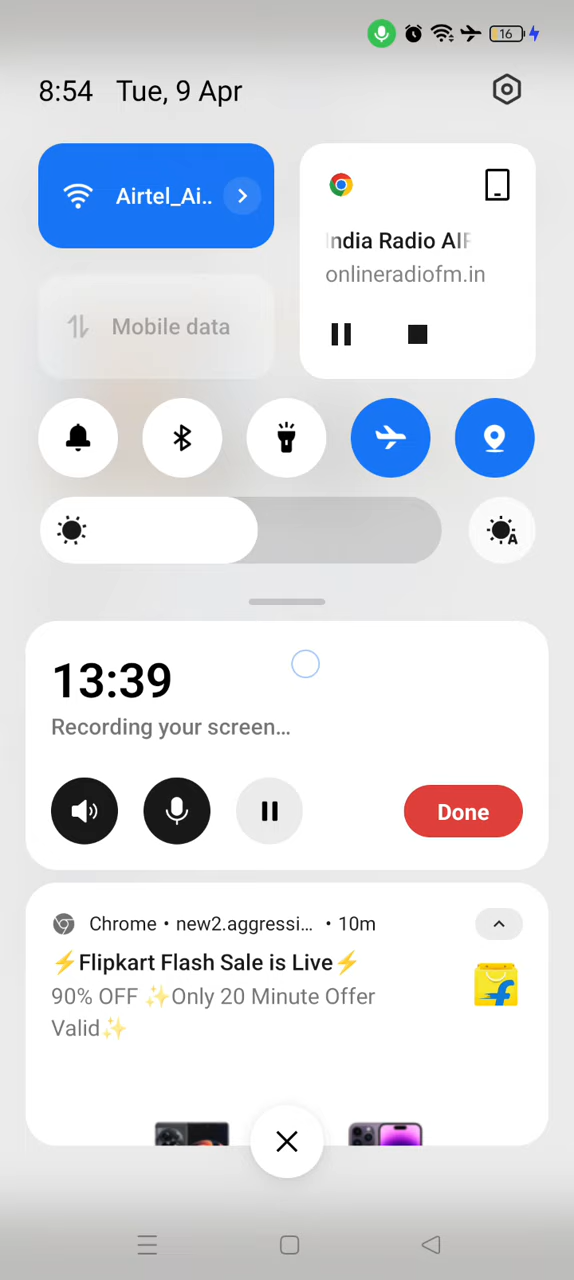 16
8:54 Tue, 9 Apr
Airtel_Ai..
India Radio AI
onlineradiofm.in
Mobile data
A
13:39
Recording your screen...
Done
Chrome • new2.aggressi... • 10m
⚡Flipkart Flash Sale is Live⚡
90% OFF ✨Only 20 Minute Offer
Valid✨